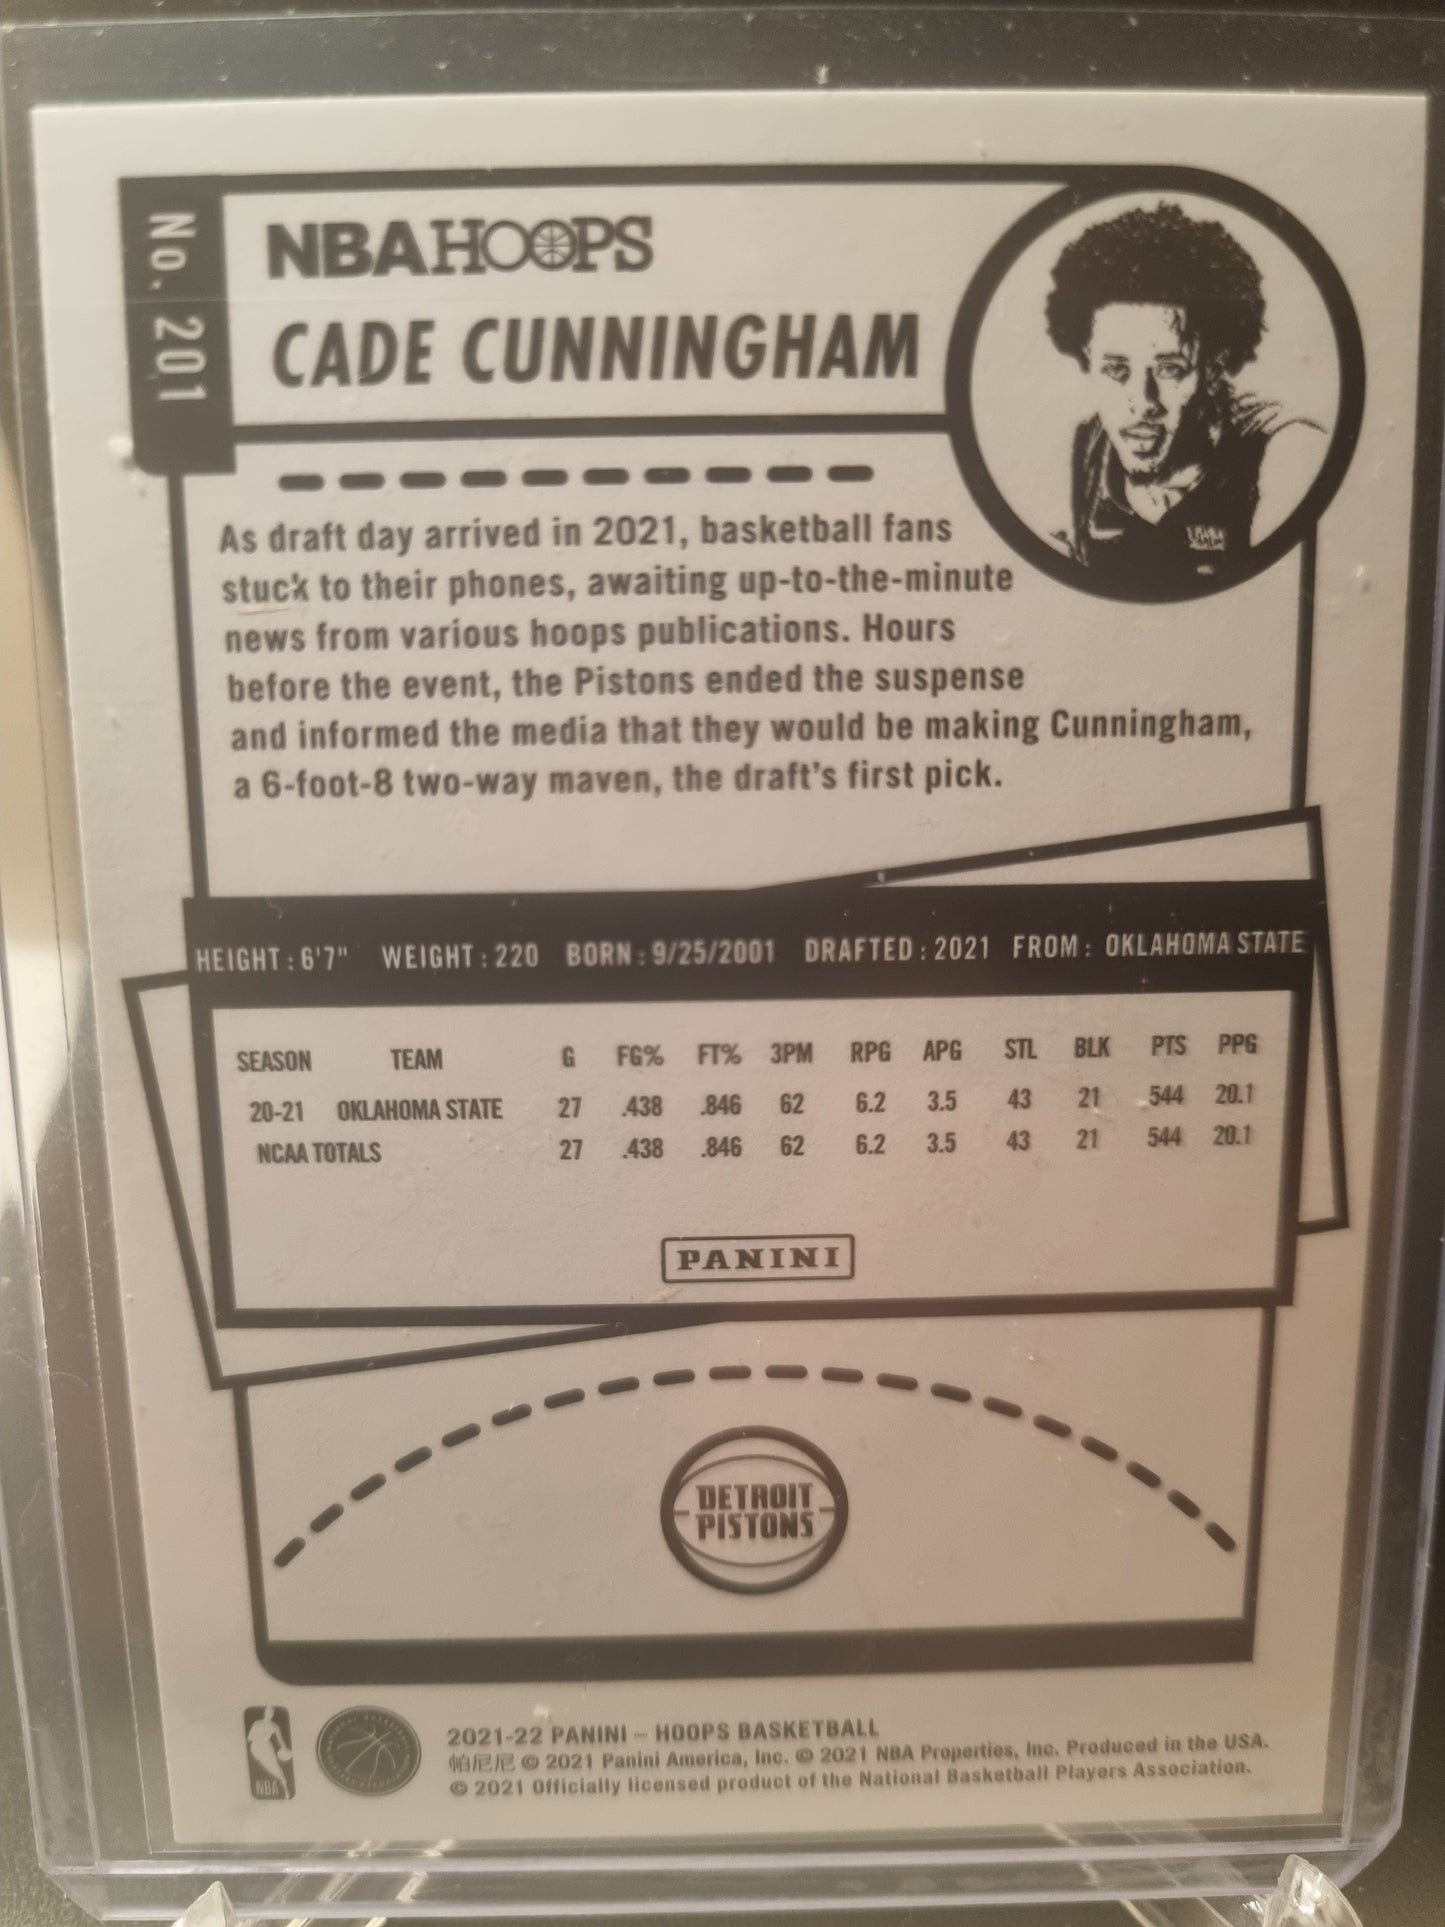 No. 201
NBA HOOPS
CADE CUNNINGHAM
As draft day arrived in 2021, basketball fans
stuck to their phones, awaiting up-to-the-minute
news from various hoops publications. Hours
before the event, the Pistons ended the suspense
and informed the media that they would be making Cunningham,
a 6-foot-8 two-way maven, the draft's first pick.
HEIGHT : 6'7" WEIGHT : 220 BORN : 9/25/2001 DRAFTED : 2021 FROM : OKLAHOMA STATE
SEASON TEAM G FG% FT% 3PM RPG APG STL BLK PTS PPG
20-21 OKLAHOMA STATE 27 .438 .846 62 6.2 3.5 43 21 544 20.1
NCAA TOTALS 27 .438 .846 62 6.2 3.5 43 21 544 20.1
PANINI
DETROIT
PISTONS
NBA
2021-22 PANINI – HOOPS BASKETBALL
帕尼尼 © 2021 Panini America, Inc. © 2021 NBA Properties, Inc. Produced in the USA.
© 2021 Officially licensed product of the National Basketball Players Association.